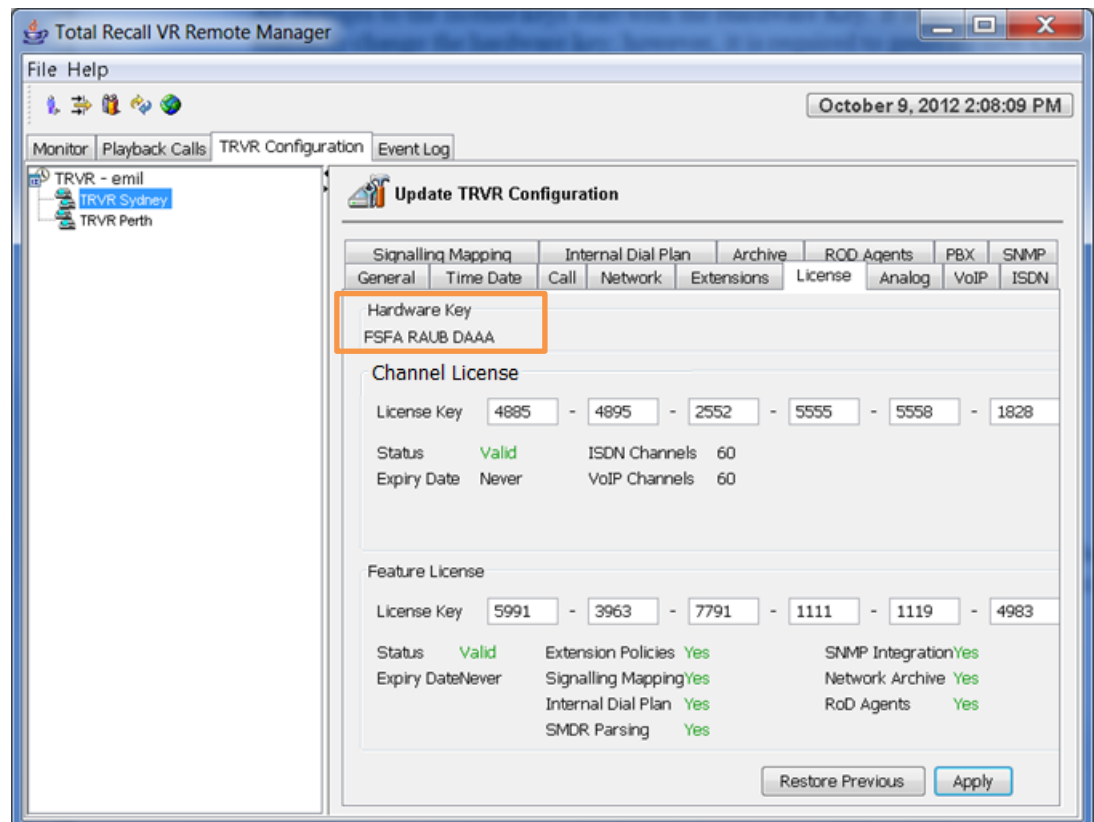 Total Recall VR Remote Manager
File Help
October 9, 2012 2:08:09 PM
Monitor Playback Calls TRVR Configuration Event Log
TRVR - emil
TRVR Sydney
TRVR Perth
Update TRVR Configuration
Signalling Mapping Internal Dial Plan Archive ROD Agents PBX SNMP
General Time Date Call Network Extensions License Analog VoIP ISDN
Hardware Key
FSFA RAUB DAAA
Channel License
License Key 4885 - 4895 - 2552 - 5555 - 5558 - 1828
Status Valid ISDN Channels 60
Expiry Date Never VoIP Channels 60
Feature License
License Key 5991 - 3963 - 7791 - 1111 - 1119 - 4983
Status Valid Extension Policies Yes SNMP Integration Yes
Expiry Date Never Signalling Mapping Yes Network Archive Yes
Internal Dial Plan Yes RoD Agents Yes
SMDR Parsing Yes
Restore Previous Apply